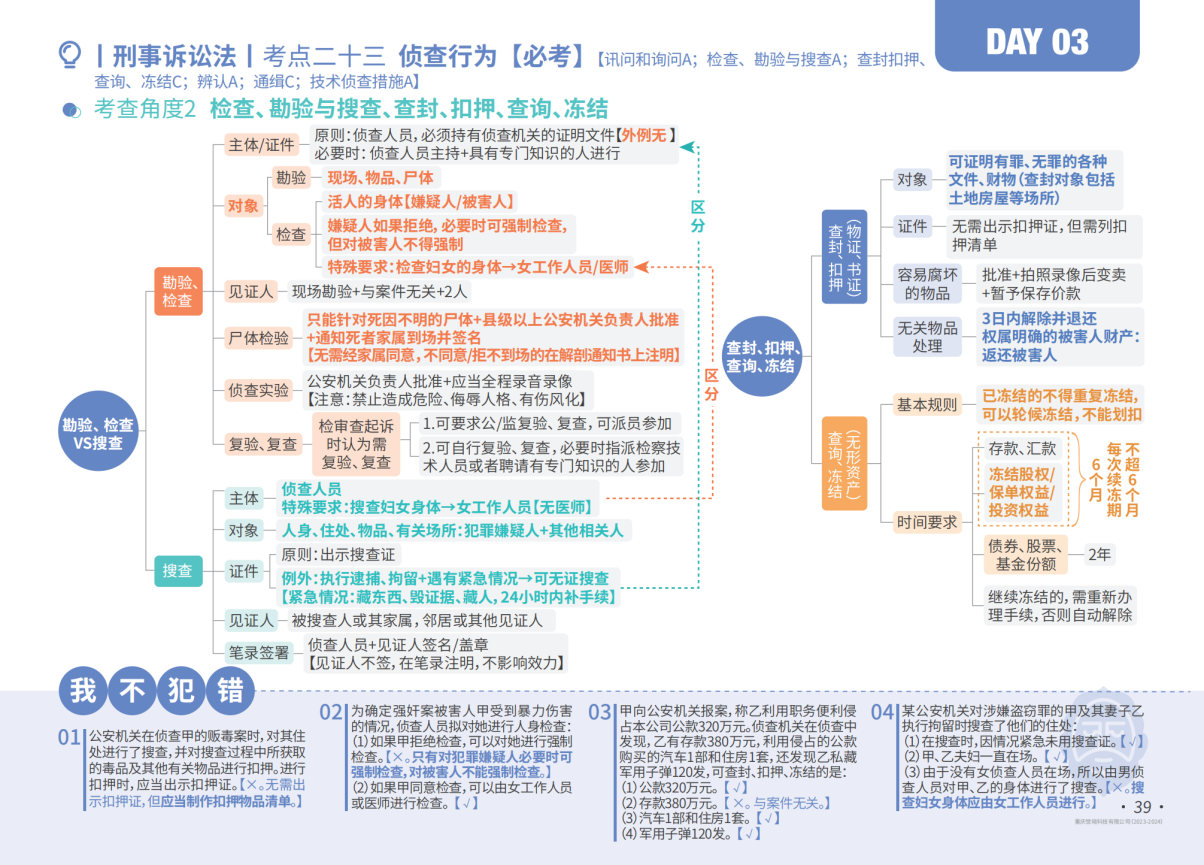 DAY 03
|刑事诉讼法|考点二十三 侦查行为【必考】【讯问和询问A；检查、勘验与搜查A；查封扣押、
查询、冻结C；辨认A；通缉C；技术侦查措施A】
考查角度2 检查、勘验与搜查、查封、扣押、查询、冻结
勘验、检查
VS搜查
勘验、
检查
主体/证件
原则：侦查人员，必须持有侦查机关的证明文件【外例无】
必要时：侦查人员主持+具有专门知识的人进行
对象
勘验
现场、物品、尸体
检查
活人的身体【嫌疑人/被害人】
嫌疑人如果拒绝，必要时可强制检查，
但对被害人不得强制
特殊要求：检查妇女的身体→女工作人员/医师
见证人
现场勘验+与案件无关+2人
尸体检验
只能针对死因不明的尸体+县级以上公安机关负责人批准
+通知死者家属到场并签名
【无需经家属同意，不同意/拒不到场的在解剖通知书上注明】
侦查实验
公安机关负责人批准+应当全程录音录像
【注意：禁止造成危险、侮辱人格、有伤风化】
复验、复查
检审查起诉
时认为需
复验、复查
1.可要求公/监复验、复查，可派员参加
2.可自行复验、复查，必要时指派检察技
术人员或者聘请有专门知识的人参加
搜查
主体
侦查人员
特殊要求：搜查妇女身体→女工作人员【无医师】
对象
人身、住处、物品、有关场所：犯罪嫌疑人+其他相关人
证件
原则：出示搜查证
例外：执行逮捕、拘留+遇有紧急情况→可无证搜查
【紧急情况：藏东西、毁证据、藏人，24小时内补手续】
见证人
被搜查人或其家属，邻居或其他见证人
笔录签署
侦查人员+见证人签名/盖章
【见证人不签，在笔录注明，不影响效力】
区分
区分
查封、扣押、
查询、冻结
查封、扣押
（物证 书证）
对象
可证明有罪、无罪的各种
文件、财物（查封对象包括
土地房屋等场所）
证件
无需出示扣押证，但需列扣
押清单
容易腐坏
的物品
批准+拍照录像后变卖
+暂予保存价款
无关物品
处理
3日内解除并退还
权属明确的被害人财产：
返还被害人
查询、冻结
（无形资产）
基本规则
已冻结的不得重复冻结，
可以轮候冻结，不能划扣
时间要求
存款、汇款
冻结股权/
保单权益/
投资权益
6个月
每次续冻期
不超6个月
债券、股票、
基金份额
2年
继续冻结的，需重新办
理手续，否则自动解除
我不犯错
01
公安机关在侦查甲的贩毒案时，对其住
处进行了搜查，并对搜查过程中所获取
的毒品及其他有关物品进行扣押。进行
扣押时，应当出示扣押证。【×。无需出
示扣押证，但应当制作扣押物品清单。】
02
为确定强奸案被害人甲受到暴力伤害
的情况，侦查人员拟对她进行人身检查：
(1)如果甲拒绝检查，可以对她进行强制
检查。【×。只有对犯罪嫌疑人必要时可
强制检查，对被害人不能强制检查。】
(2)如果甲同意检查，可以由女工作人员
或医师进行检查。【√】
03
甲向公安机关报案，称乙利用职务便利侵
占本公司公款320万元。侦查机关在侦查中
发现，乙有存款380万元，利用侵占的公款
购买的汽车1部和住房1套，还发现乙私藏
军用子弹120发，可查封、扣押、冻结的是：
(1)公款320万元。【√】
(2)存款380万元。【×。与案件无关。】
(3)汽车1部和住房1套。【√】
(4)军用子弹120发。【√】
04
某公安机关对涉嫌盗窃罪的甲及其妻子乙
执行拘留时搜查了他们的住处：
(1)在搜查时，因情况紧急未用搜查证。【√】
(2)甲、乙夫妇一直在场。【√】
(3)由于没有女侦查人员在场，所以由男侦
查人员对甲、乙的身体进行了搜查。【×。搜
查妇女身体应由女工作人员进行。】
· 39 ·